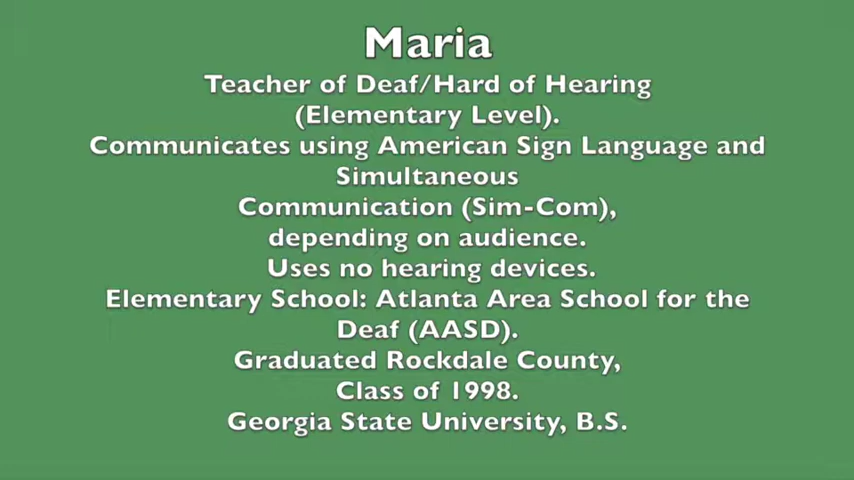 Maria
Teacher of Deaf/Hard of Hearing
(Elementary Level).
Communicates using American Sign Language and
Simultaneous
Communication (Sim-Com),
depending on audience.
Uses no hearing devices.
Elementary School: Atlanta Area School for the
Deaf (AASD).
Graduated Rockdale County,
Class of 1998.
Georgia State University, B.S.